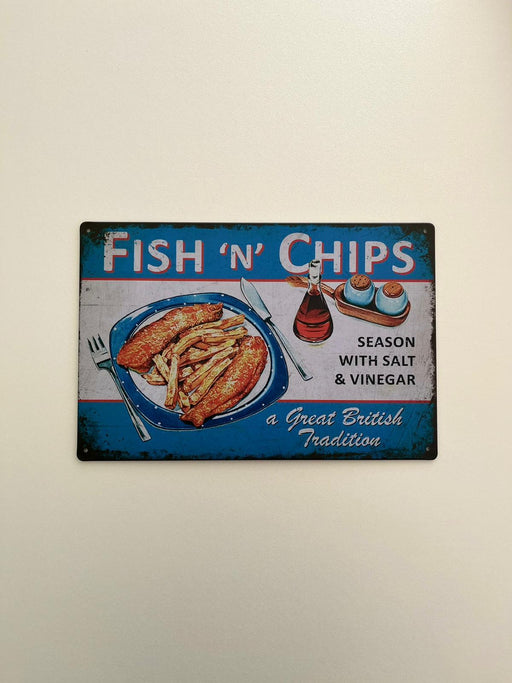 FISH 'N' CHIPS
SEASON
WITH SALT
& VINEGAR
a Great British
Tradition